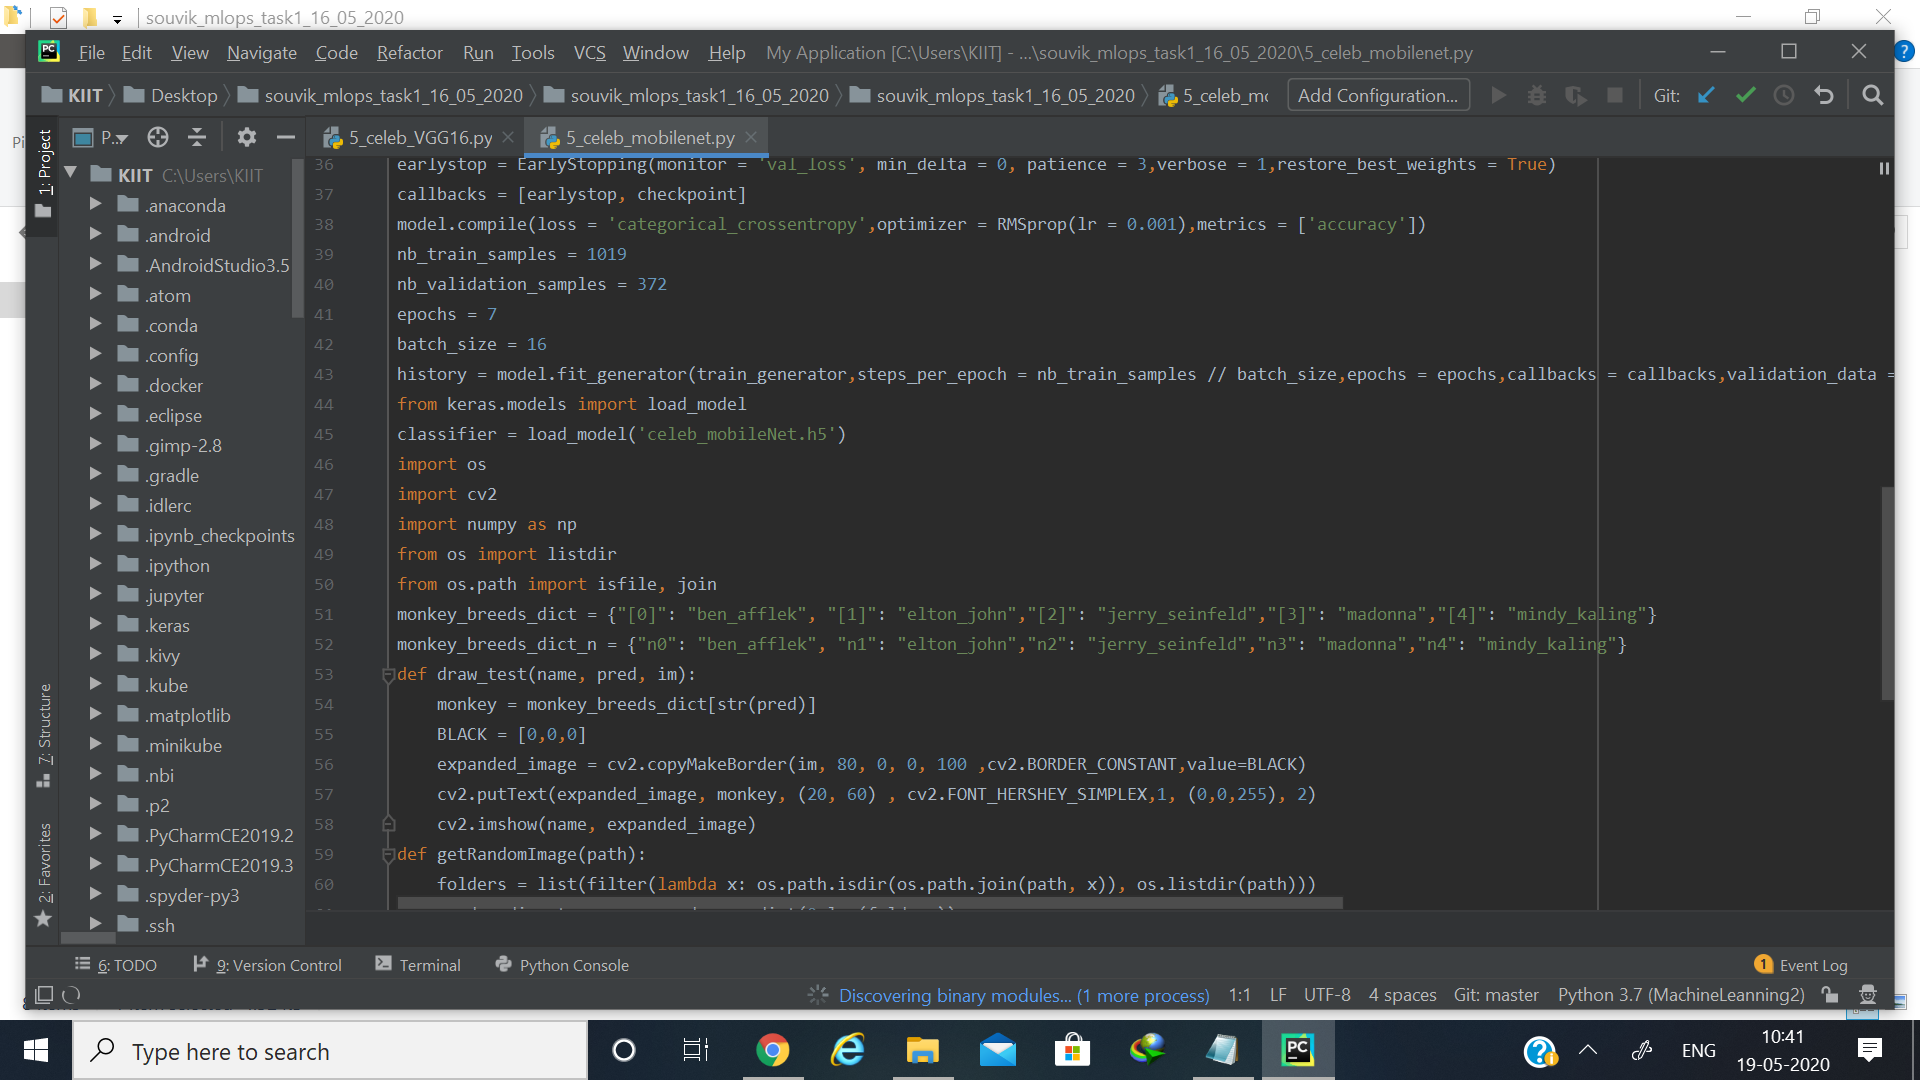 souvik_mlops_task1_16_05_2020
File Edit View Navigate Code Refactor Run Tools VCS Window Help My Application [C:\Users\KIIT] - ...\souvik_mlops_task1_16_05_2020\5_celeb_mobilenet.py
KIIT Desktop souvik_mlops_task1_16_05_2020 souvik_mlops_task1_16_05_2020 souvik_mlops_task1_16_05_2020 5_celeb_mc Add Configuration... Git:
Pi
1: Project
P..
5_celeb_VGG16.py
5_celeb_mobilenet.py
KIIT C:\Users\KIIT
.anaconda
.android
.AndroidStudio3.5
.atom
.conda
.config
.docker
.eclipse
.gimp-2.8
.gradle
.idlerc
.ipynb_checkpoints
.ipython
.jupyter
.keras
.kivy
.kube
.matplotlib
.minikube
.nbi
.p2
.PyCharmCE2019.2
.PyCharmCE2019.3
.spyder-py3
.ssh
7: Structure
2: Favorites
36 earlystop = EarlyStopping(monitor = 'val_loss', min_delta = 0, patience = 3,verbose = 1,restore_best_weights = True)
37 callbacks = [earlystop, checkpoint]
38 model.compile(loss = 'categorical_crossentropy',optimizer = RMSprop(lr = 0.001),metrics = ['accuracy'])
39 nb_train_samples = 1019
40 nb_validation_samples = 372
41 epochs = 7
42 batch_size = 16
43 history = model.fit_generator(train_generator,steps_per_epoch = nb_train_samples // batch_size,epochs = epochs,callbacks = callbacks,validation_data =
44 from keras.models import load_model
45 classifier = load_model('celeb_mobileNet.h5')
46 import os
47 import cv2
48 import numpy as np
49 from os import listdir
50 from os.path import isfile, join
51 monkey_breeds_dict = {"[0]": "ben_afflek", "[1]": "elton_john","[2]": "jerry_seinfeld","[3]": "madonna","[4]": "mindy_kaling"}
52 monkey_breeds_dict_n = {"n0": "ben_afflek", "n1": "elton_john","n2": "jerry_seinfeld","n3": "madonna","n4": "mindy_kaling"}
53 def draw_test(name, pred, im):
54 monkey = monkey_breeds_dict[str(pred)]
55 BLACK = [0,0,0]
56 expanded_image = cv2.copyMakeBorder(im, 80, 0, 0, 100 ,cv2.BORDER_CONSTANT,value=BLACK)
57 cv2.putText(expanded_image, monkey, (20, 60) , cv2.FONT_HERSHEY_SIMPLEX,1, (0,0,255), 2)
58 cv2.imshow(name, expanded_image)
59 def getRandomImage(path):
60 folders = list(filter(lambda x: os.path.isdir(os.path.join(path, x)), os.listdir(path)))
6: TODO 9: Version Control Terminal Python Console 1 Event Log
Discovering binary modules... (1 more process) 1:1 LF UTF-8 4 spaces Git: master Python 3.7 (MachineLeanning2)
Type here to search
ENG
10:41
19-05-2020